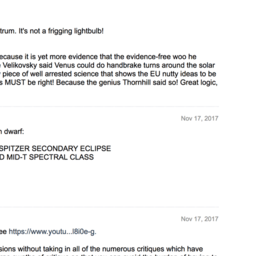 trum. It's not a frigging lightbulb!
ecause it is yet more evidence that the evidence-free woo he
Velikovsky said Venus could do handbrake turns around the solar
piece of well arrested science that shows the EU nutty ideas to be
s MUST be right! Because the genius Thornhill said so! Great logic,
Nov 17, 2017
n dwarf:
SPITZER SECONDARY ECLIPSE
D MID-T SPECTRAL CLASS
Nov 17, 2017
ee https://www.youtu...l8i0e-g.
sions without taking in all of the numerous critiques which have